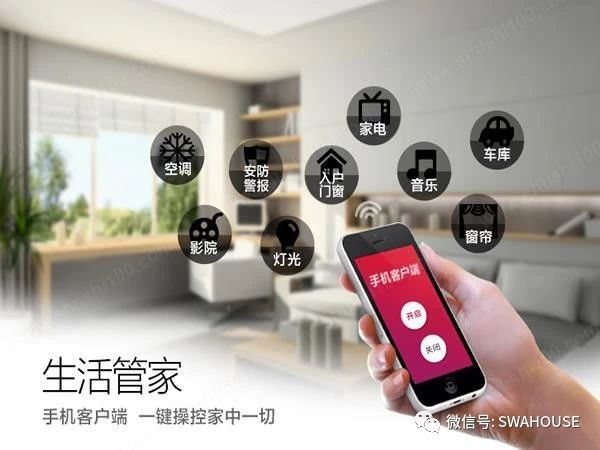 家电
空调
安防
警报
入户
门窗
音乐
车库
影院
灯光
窗帘
手机客户端
开启
关闭
生活管家
手机客户端 一键操控家中一切
微信号: SWAHOUSE